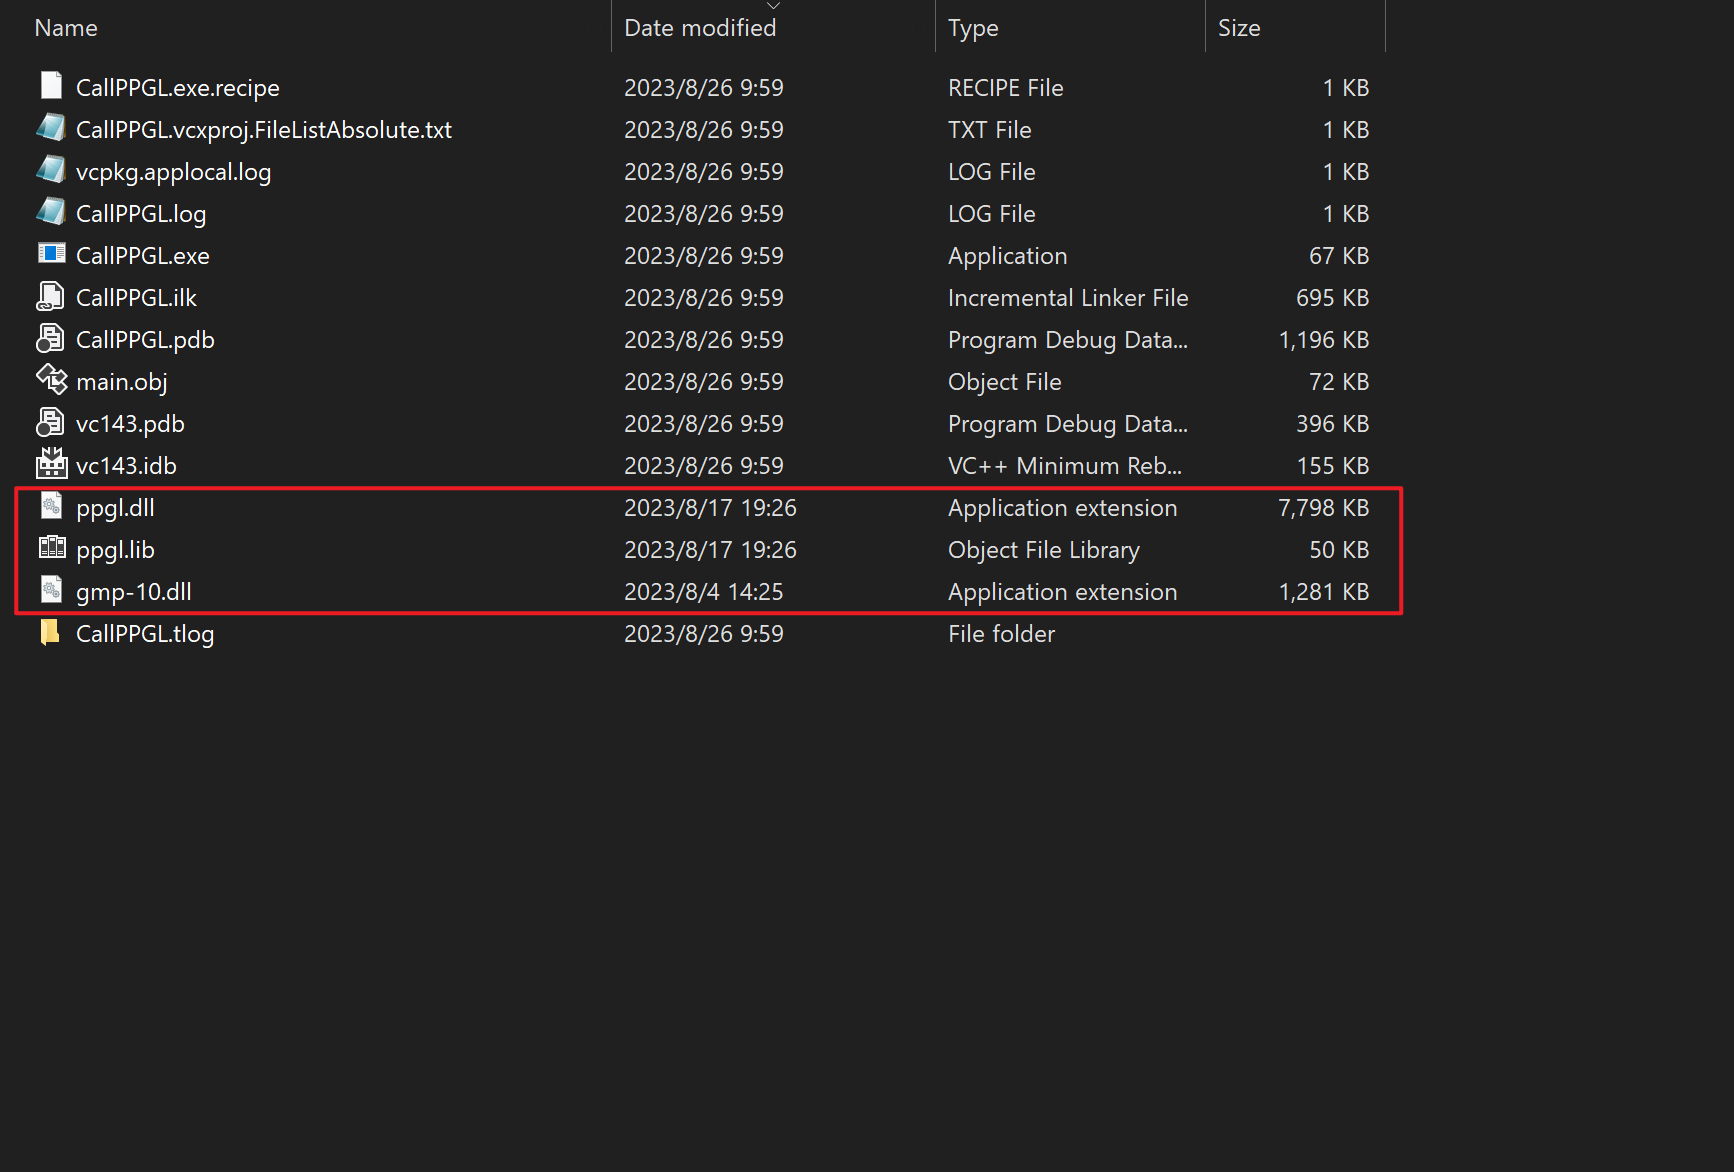 Name Date modified Type Size
CallPPGL.exe.recipe 2023/8/26 9:59 RECIPE File 1 KB
CallPPGL.vcxproj.FileListAbsolute.txt 2023/8/26 9:59 TXT File 1 KB
vcpkg.applocal.log 2023/8/26 9:59 LOG File 1 KB
CallPPGL.log 2023/8/26 9:59 LOG File 1 KB
CallPPGL.exe 2023/8/26 9:59 Application 67 KB
CallPPGL.ilk 2023/8/26 9:59 Incremental Linker File 695 KB
CallPPGL.pdb 2023/8/26 9:59 Program Debug Data... 1,196 KB
main.obj 2023/8/26 9:59 Object File 72 KB
vc143.pdb 2023/8/26 9:59 Program Debug Data... 396 KB
vc143.idb 2023/8/26 9:59 VC++ Minimum Reb... 155 KB
ppgl.dll 2023/8/17 19:26 Application extension 7,798 KB
ppgl.lib 2023/8/17 19:26 Object File Library 50 KB
gmp-10.dll 2023/8/4 14:25 Application extension 1,281 KB
CallPPGL.tlog 2023/8/26 9:59 File folder